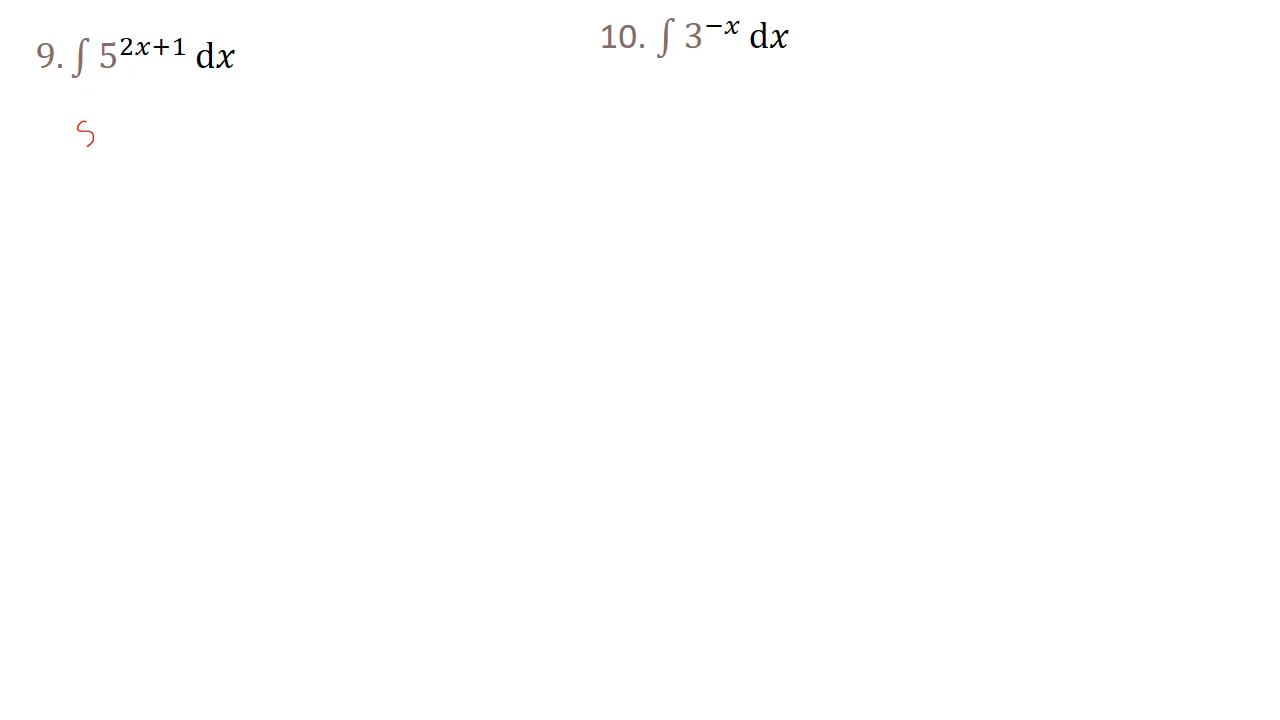 9. ∫ 5^{2x+1} dx
10. ∫ 3^{−x} dx
5